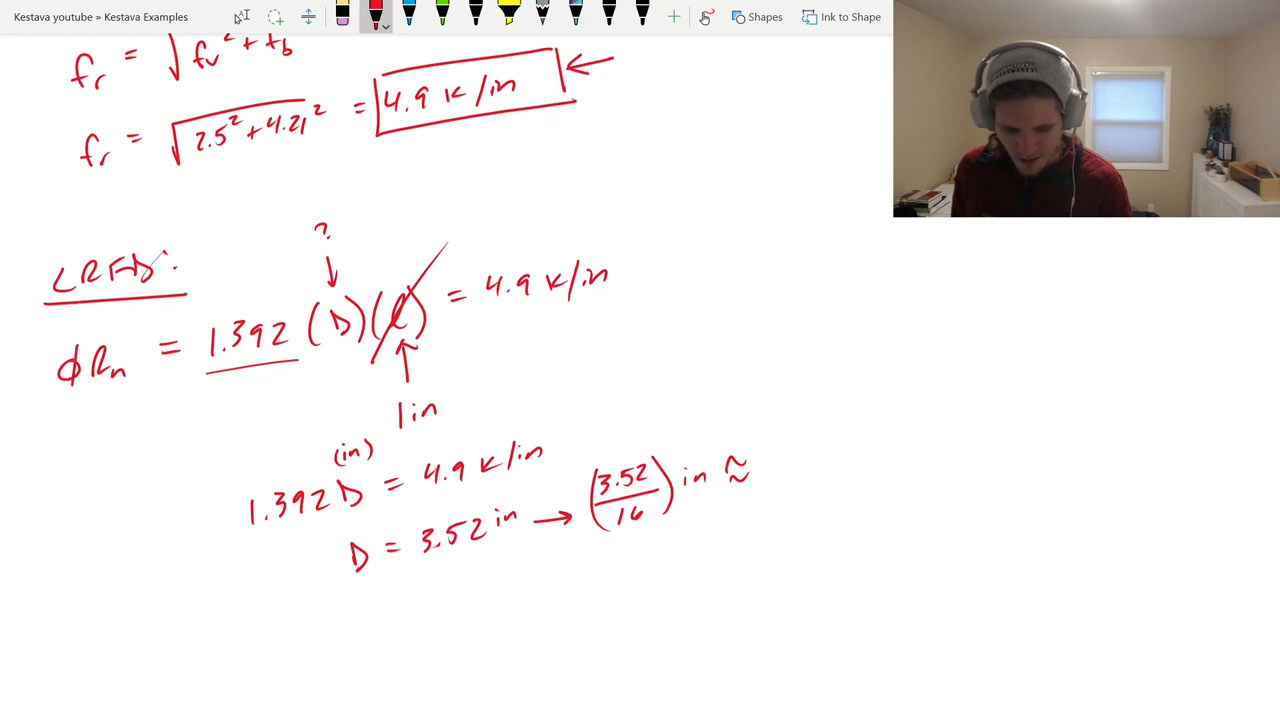 Kestava youtube » Kestava Examples
Shapes
Ink to Shape
fr = √fv² + fb
fr = √2.5² + 4.21² = 4.9 k/in
?
LRFD:
ϕRn = 1.392 (D)(l) = 4.9 k/in
1in
(in)
1.392 D = 4.9 k/in
D = 3.52 in → (3.52/16) in ≈